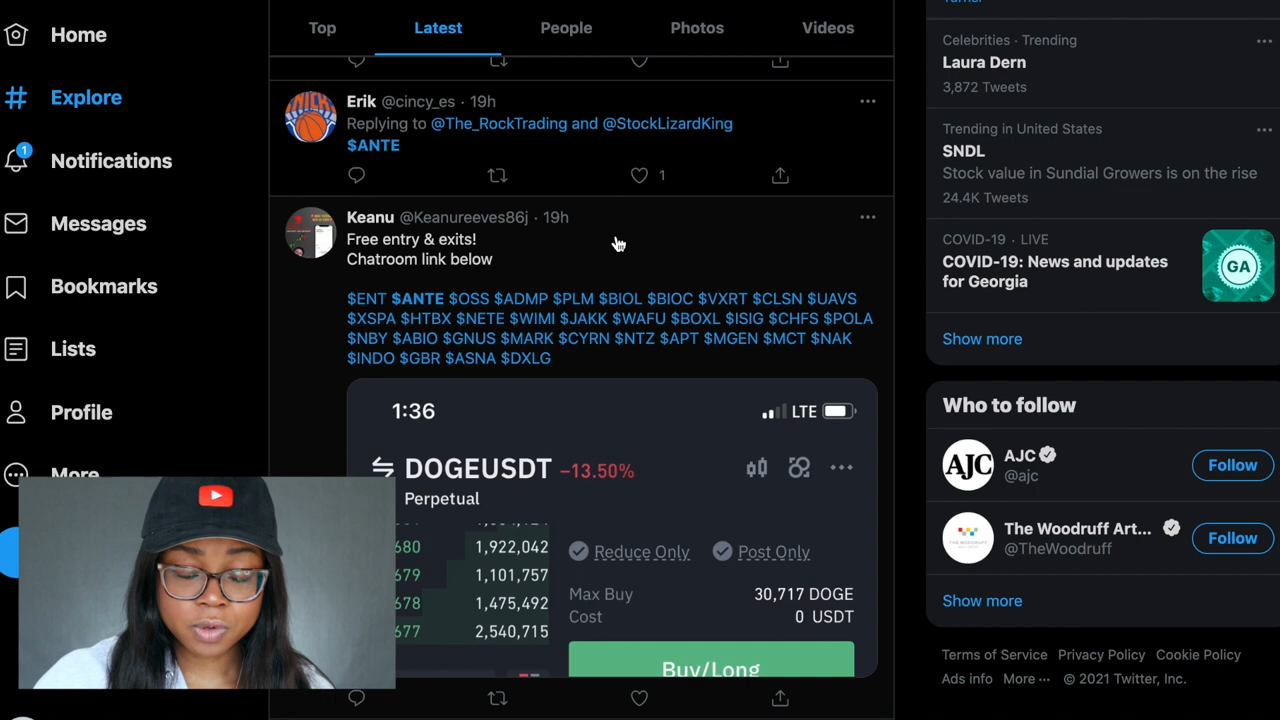 Home
Explore
1
Notifications
Messages
Bookmarks
Lists
Profile
More
Top
Latest
People
Photos
Videos
Erik @cincy_es · 19h
Replying to @The_RockTrading and @StockLizardKing
$ANTE
1
Keanu @Keanureeves86j · 19h
Free entry & exits!
Chatroom link below
$ENT $ANTE $OSS $ADMP $PLM $BIOL $BIOC $VXRT $CLSN $UAVS
$XSPA $HTBX $NETE $WIMI $JAKK $WAFU $BOXL $ISIG $CHFS $POLA
$NBY $ABIO $GNUS $MARK $CYRN $NTZ $APT $MGEN $MCT $NAK
$INDO $GBR $ASNA $DXLG
1:36
LTE
DOGEUSDT -13.50%
Perpetual
680 1,922,042
679 1,101,757
678 1,475,492
677 2,540,715
Reduce Only
Post Only
Max Buy 30,717 DOGE
Cost 0 USDT
Buy/Long
Celebrities · Trending
Laura Dern
3,872 Tweets
Trending in United States
SNDL
Stock value in Sundial Growers is on the rise
24.4K Tweets
COVID-19 · LIVE
COVID-19: News and updates
for Georgia
GA
Show more
Who to follow
AJC
AJC
@ajc
Follow
The Woodruff Art...
@TheWoodruff
Follow
Show more
Terms of Service Privacy Policy Cookie Policy
Ads info More ··· © 2021 Twitter, Inc.